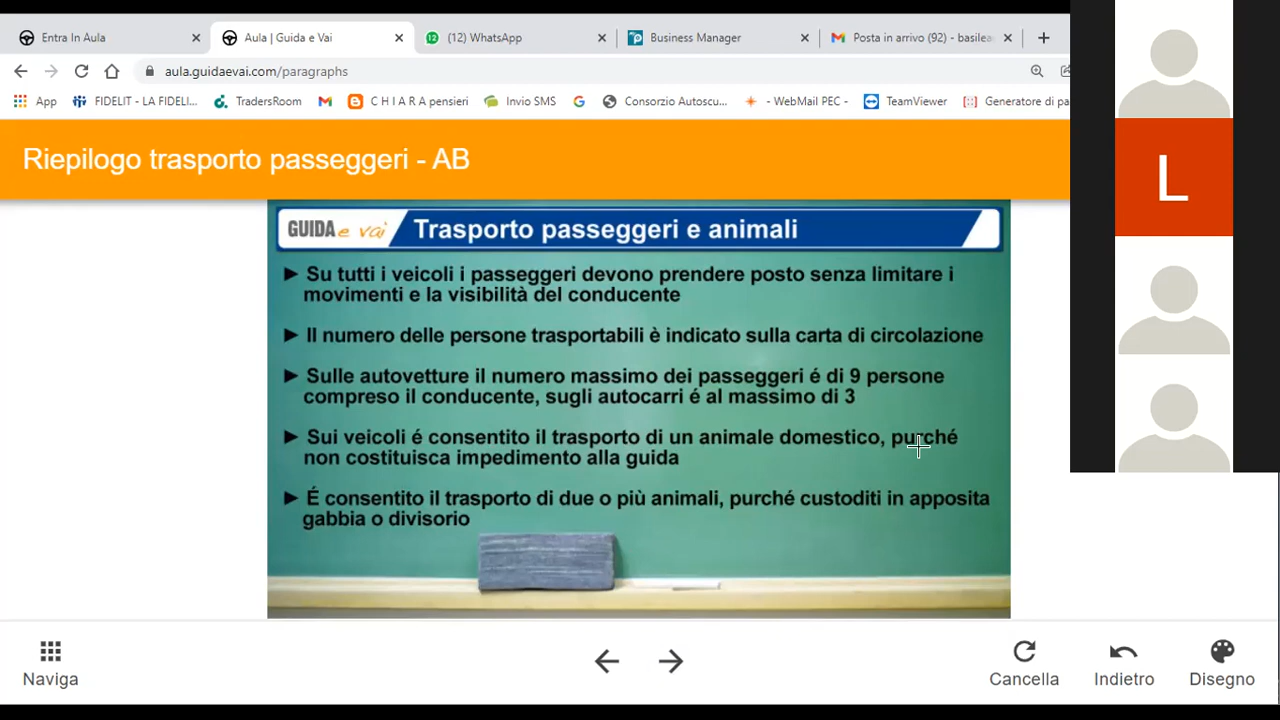 Entra In Aula
Aula | Guida e Vai
(12) WhatsApp
Business Manager
Posta in arrivo (92) - basilea
aula.guidaevai.com/paragraphs
App
FIDELIT - LA FIDELI...
TradersRoom
C H I A R A pensieri
Invio SMS
Consorzio Autoscu...
- WebMail PEC -
TeamViewer
Generatore di pa
Riepilogo trasporto passeggeri - AB
L
GUIDA e vai
Trasporto passeggeri e animali
► Su tutti i veicoli i passeggeri devono prendere posto senza limitare i
movimenti e la visibilità del conducente
► Il numero delle persone trasportabili è indicato sulla carta di circolazione
► Sulle autovetture il numero massimo dei passeggeri é di 9 persone
compreso il conducente, sugli autocarri é al massimo di 3
► Sui veicoli é consentito il trasporto di un animale domestico, purché
non costituisca impedimento alla guida
► É consentito il trasporto di due o più animali, purché custoditi in apposita
gabbia o divisorio
Naviga
Cancella
Indietro
Disegno